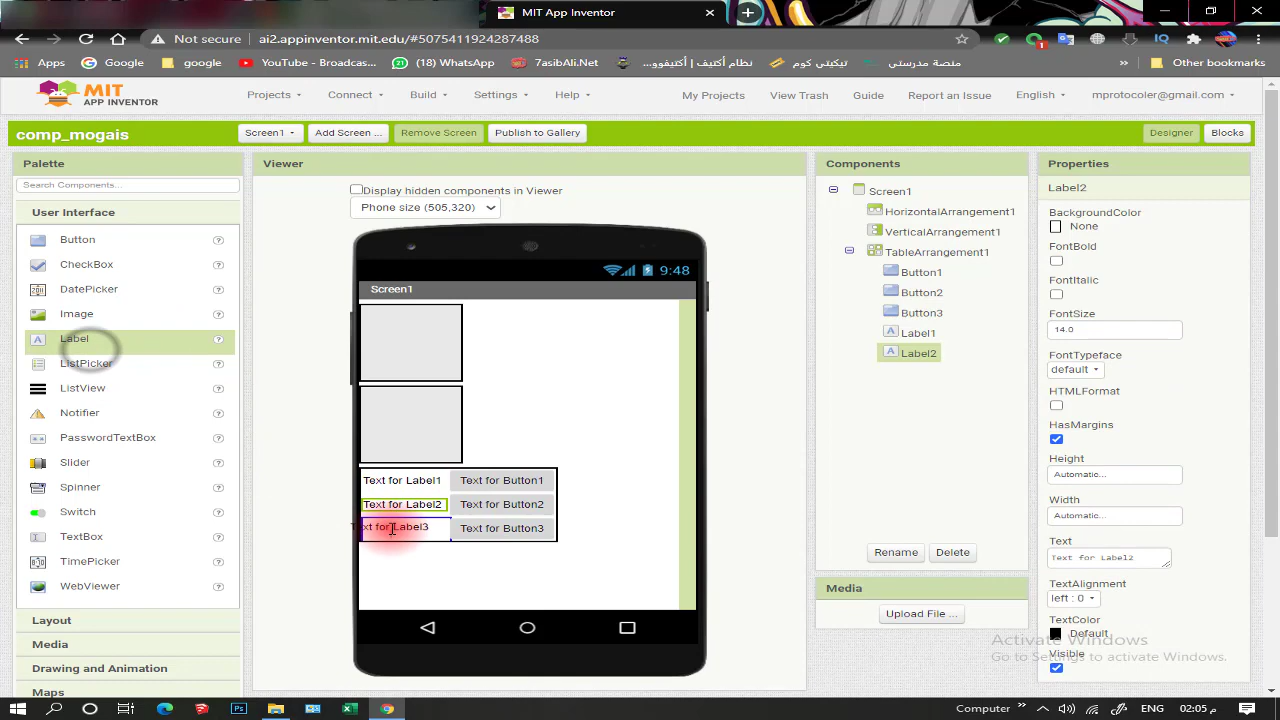 MIT App Inventor
Not secure
ai2.appinventor.mit.edu/#5075411924287488
Apps
Google
google
YouTube - Broadcas...
(18) WhatsApp
7asibAli.Net
نظام أكتيف | أكتيفوو...
تيكيتي كوم
منصة مدرستي
Other bookmarks
MIT
APP INVENTOR
Projects
Connect
Build
Settings
Help
My Projects
View Trash
Guide
Report an Issue
English
mprotocoler@gmail.com
comp_mogais
Screen1
Add Screen ...
Remove Screen
Publish to Gallery
Designer
Blocks
Palette
Viewer
Components
Properties
Search Components...
User Interface
Button
CheckBox
DatePicker
Image
Label
ListPicker
ListView
Notifier
PasswordTextBox
Slider
Spinner
Switch
TextBox
TimePicker
WebViewer
Layout
Media
Drawing and Animation
Maps
Display hidden components in Viewer
Phone size (505,320)
9:48
Screen1
Text for Label1
Text for Button1
Text for Label2
Text for Button2
Text for Label3
Text for Button3
Screen1
HorizontalArrangement1
VerticalArrangement1
TableArrangement1
Button1
Button2
Button3
Label1
Label2
Rename
Delete
Media
Upload File ...
Label2
BackgroundColor
None
FontBold
FontItalic
FontSize
14.0
FontTypeface
default
HTMLFormat
HasMargins
Height
Automatic...
Width
Automatic...
Text
Text for Label2
TextAlignment
left : 0
TextColor
Default
Visible
Activate Windows
Go to Settings to activate Windows.
Computer
ENG
02:05 م